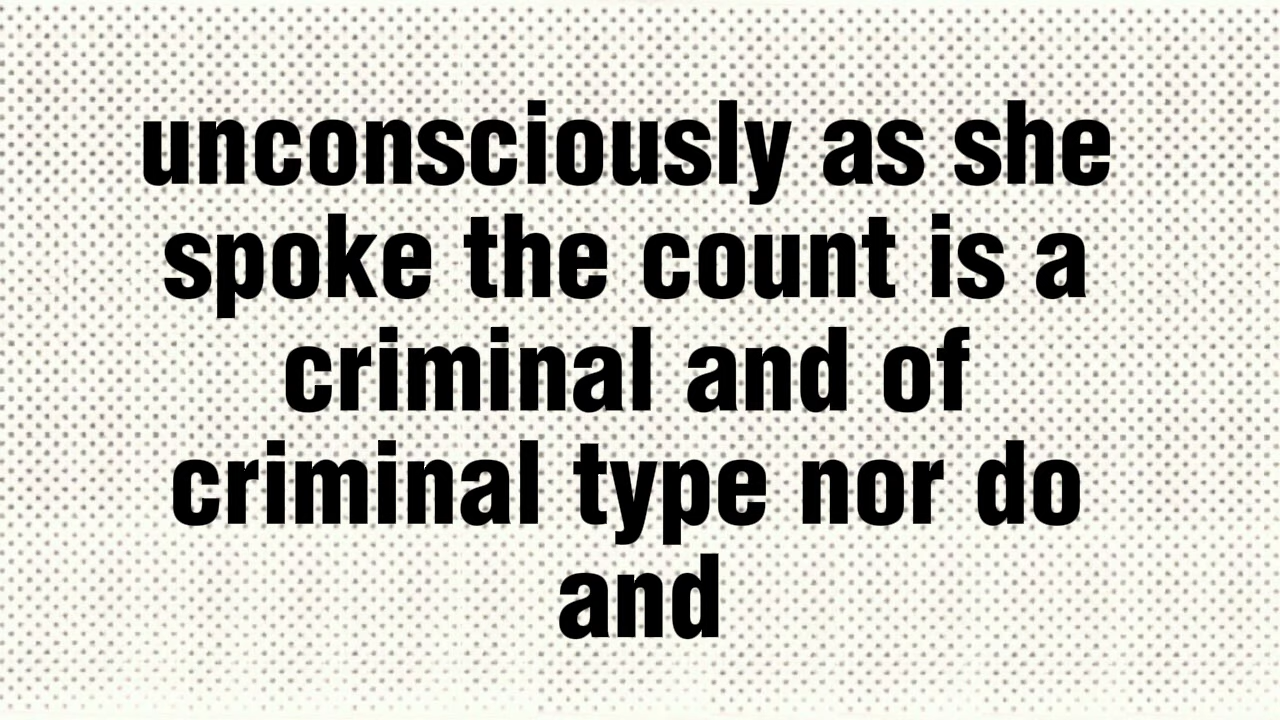 unconsciously as she
spoke the count is a
criminal and of
criminal type nor do
and